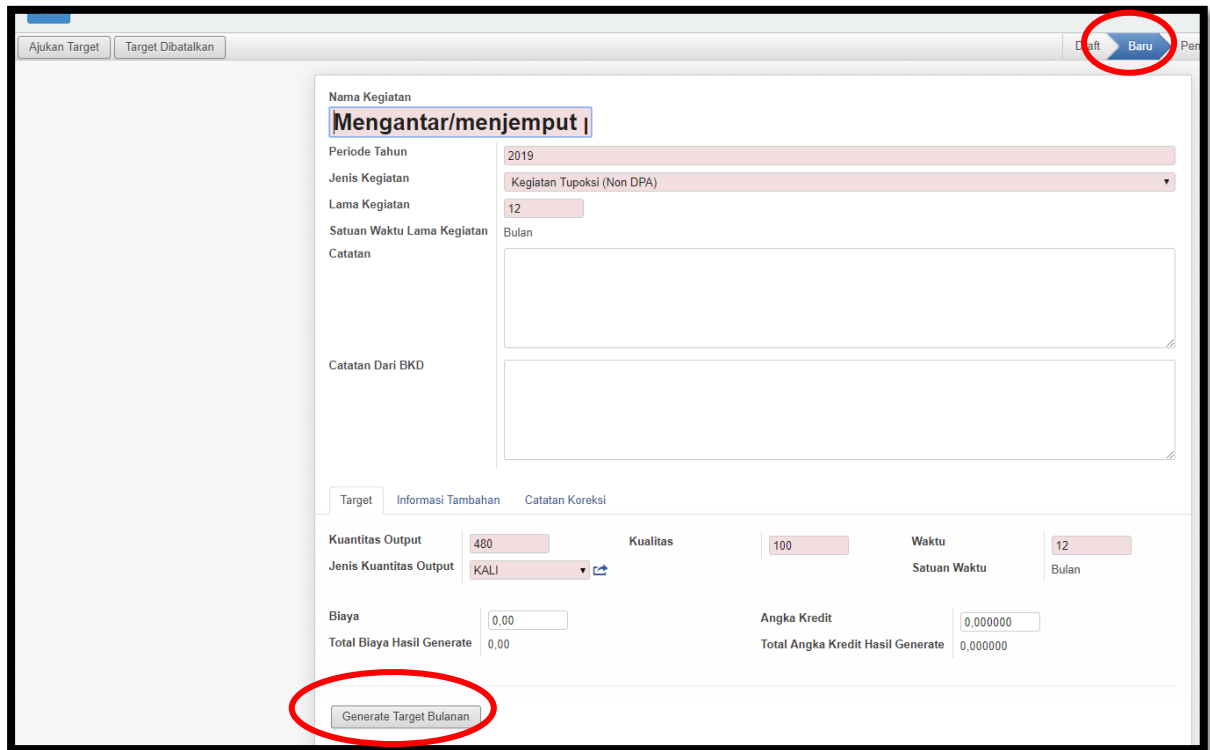 Ajukan Target Target Dibatalkan Draft Baru Pen
Nama Kegiatan
Mengantar/menjemput
Periode Tahun 2019
Jenis Kegiatan Kegiatan Tupoksi (Non DPA)
Lama Kegiatan 12
Satuan Waktu Lama Kegiatan Bulan
Catatan
Catatan Dari BKD
Target Informasi Tambahan Catatan Koreksi
Kuantitas Output 480 Kualitas 100 Waktu 12
Jenis Kuantitas Output KALI Satuan Waktu Bulan
Biaya 0,00 Angka Kredit 0,000000
Total Biaya Hasil Generate 0,00 Total Angka Kredit Hasil Generate 0,000000
Generate Target Bulanan